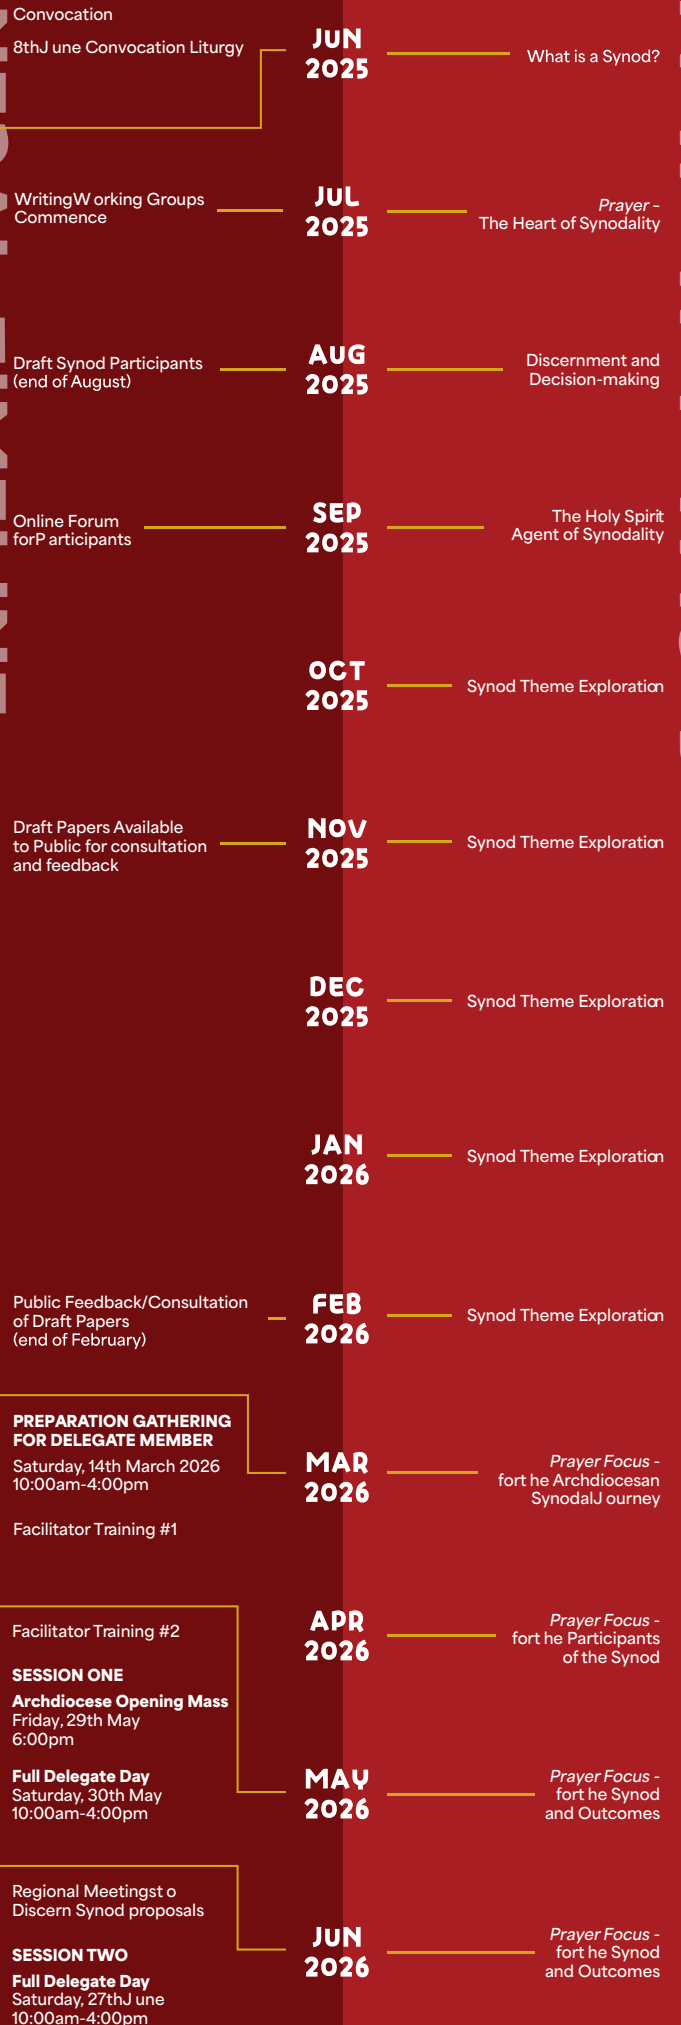 Convocation
8thJ une Convocation Liturgy
JUN
2025
What is a Synod?
WritingW orking Groups
Commence
JUL
2025
Prayer –
The Heart of Synodality
Draft Synod Participants
(end of August)
AUG
2025
Discernment and
Decision-making
Online Forum
forP articipants
SEP
2025
The Holy Spirit
Agent of Synodality
OCT
2025
Synod Theme Exploration
Draft Papers Available
to Public for consultation
and feedback
NOV
2025
Synod Theme Exploration
DEC
2025
Synod Theme Exploration
JAN
2026
Synod Theme Exploration
Public Feedback/Consultation
of Draft Papers
(end of February)
FEB
2026
Synod Theme Exploration
PREPARATION GATHERING
FOR DELEGATE MEMBER
Saturday, 14th March 2026
10:00am-4:00pm
Facilitator Training #1
MAR
2026
Prayer Focus -
fort he Archdiocesan
SynodalJ ourney
Facilitator Training #2
APR
2026
Prayer Focus -
fort he Participants
of the Synod
SESSION ONE
Archdiocese Opening Mass
Friday, 29th May
6:00pm
Full Delegate Day
Saturday, 30th May
10:00am-4:00pm
MAY
2026
Prayer Focus -
fort he Synod
and Outcomes
Regional Meetingst o
Discern Synod proposals
SESSION TWO
Full Delegate Day
Saturday, 27thJ une
10:00am-4:00pm
JUN
2026
Prayer Focus -
fort he Synod
and Outcomes